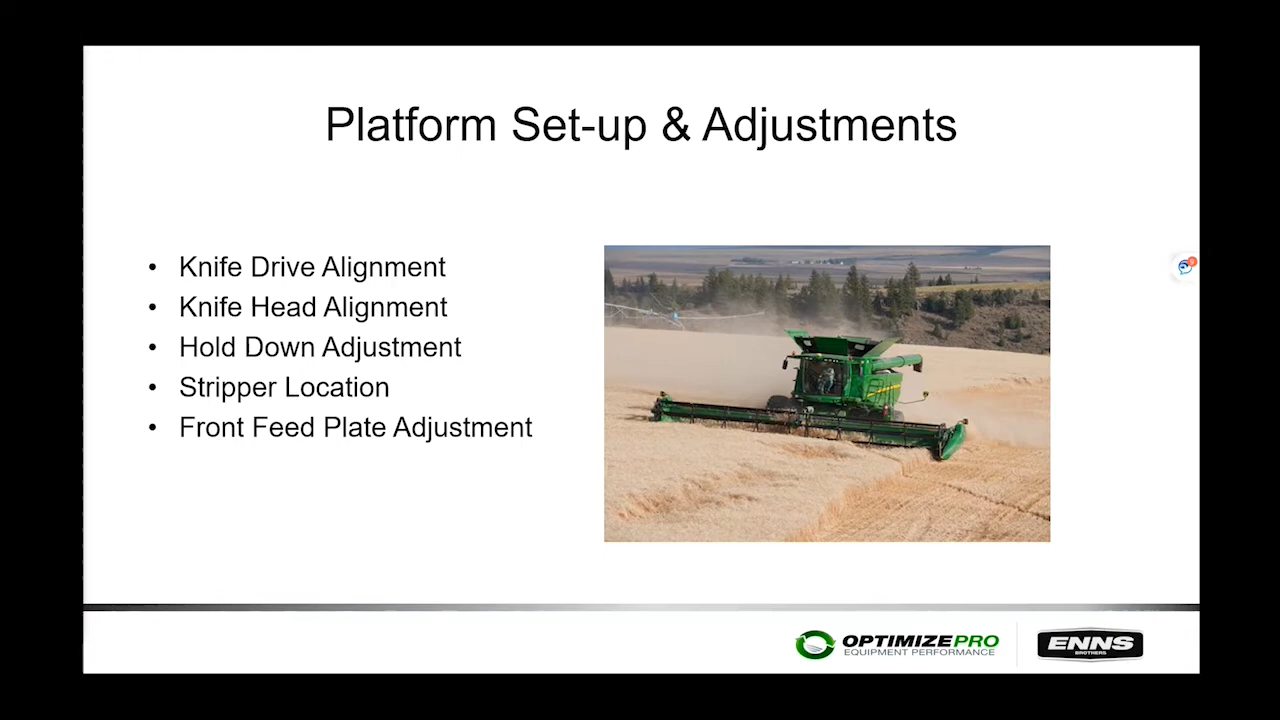 Platform Set-up & Adjustments
• Knife Drive Alignment
• Knife Head Alignment
• Hold Down Adjustment
• Stripper Location
• Front Feed Plate Adjustment
OPTIMIZEPRO
EQUIPMENT PERFORMANCE
ENNS
BROTHERS